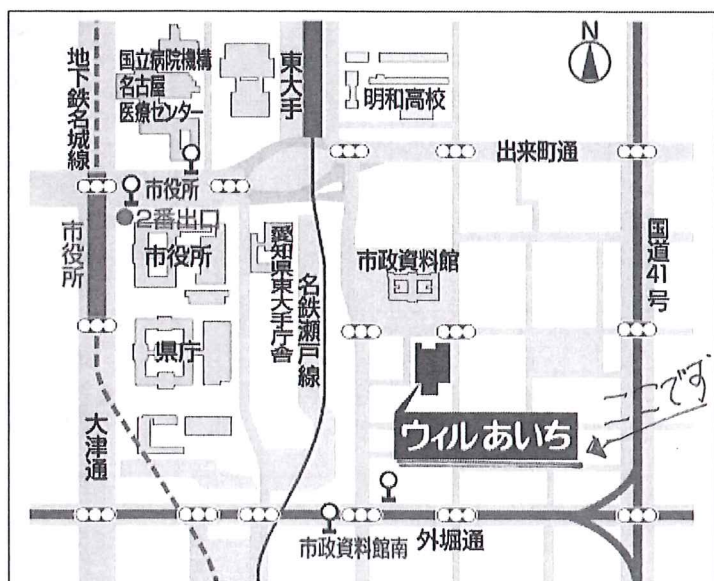 N
地下鉄名城線
国立病院機構
名古屋
医療センター
東大手
明和高校
出来町通
市役所
2番出口
市役所
市役所
愛知県東大手庁舎
名鉄瀬戸線
市政資料館
国道41号
県庁
大津通
ウィルあいち
ここです
市政資料館南
外堀通